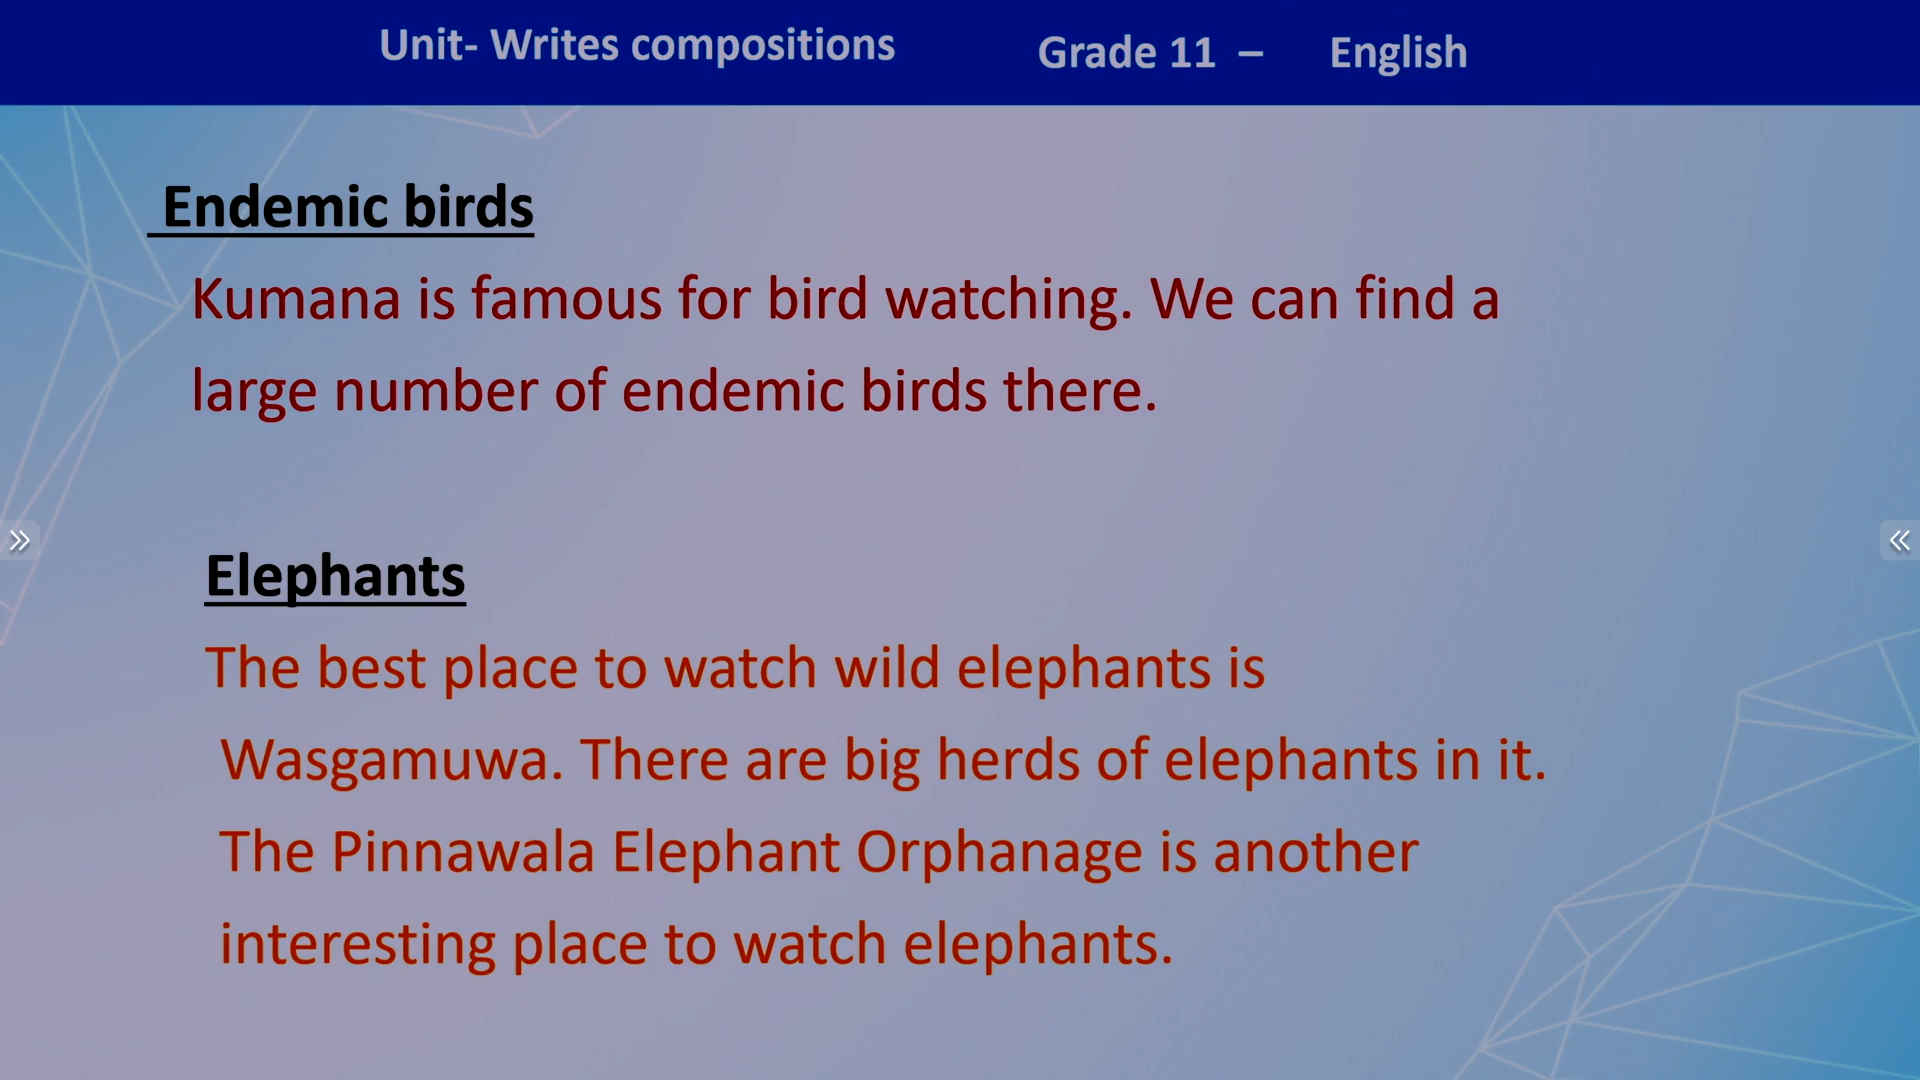 Unit- Writes compositions Grade 11 – English
Endemic birds
Kumana is famous for bird watching. We can find a
large number of endemic birds there.
Elephants
The best place to watch wild elephants is
Wasgamuwa. There are big herds of elephants in it.
The Pinnawala Elephant Orphanage is another
interesting place to watch elephants.